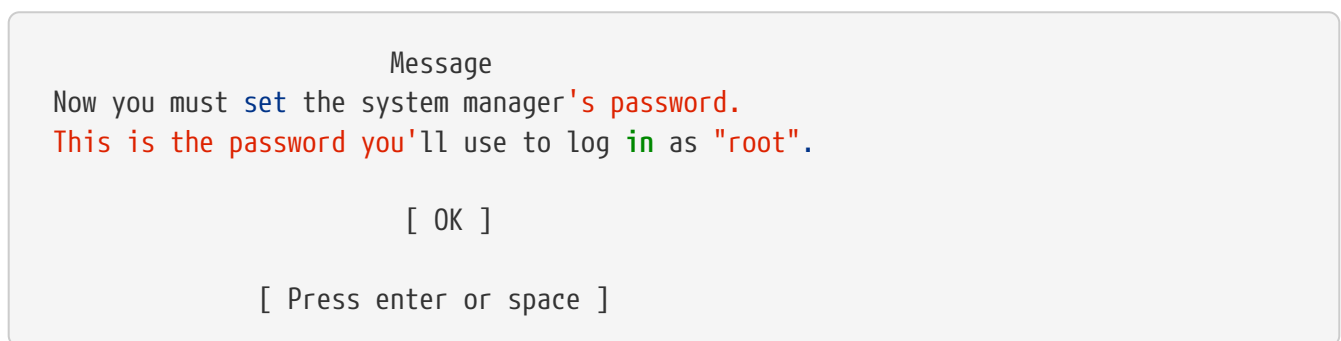 Message
Now you must set the system manager's password.
This is the password you'll use to log in as "root".
[ OK ]
[ Press enter or space ]